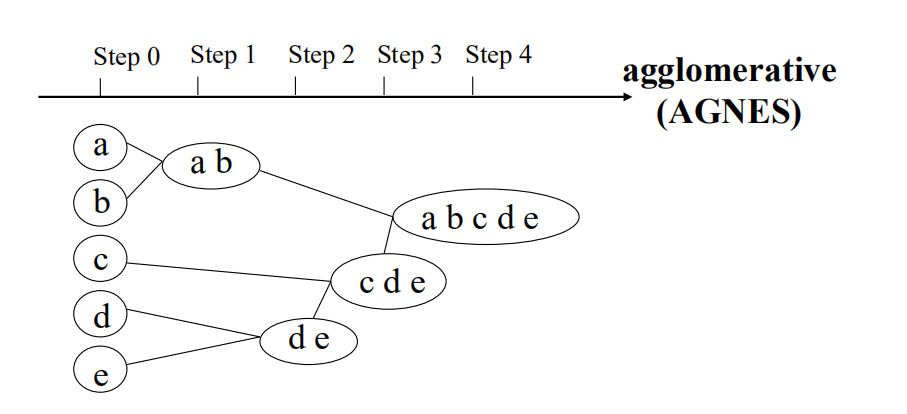 Step 0 Step 1 Step 2 Step 3 Step 4
agglomerative
(AGNES)
a
a b
b
a b c d e
c
c d e
d
d e
e